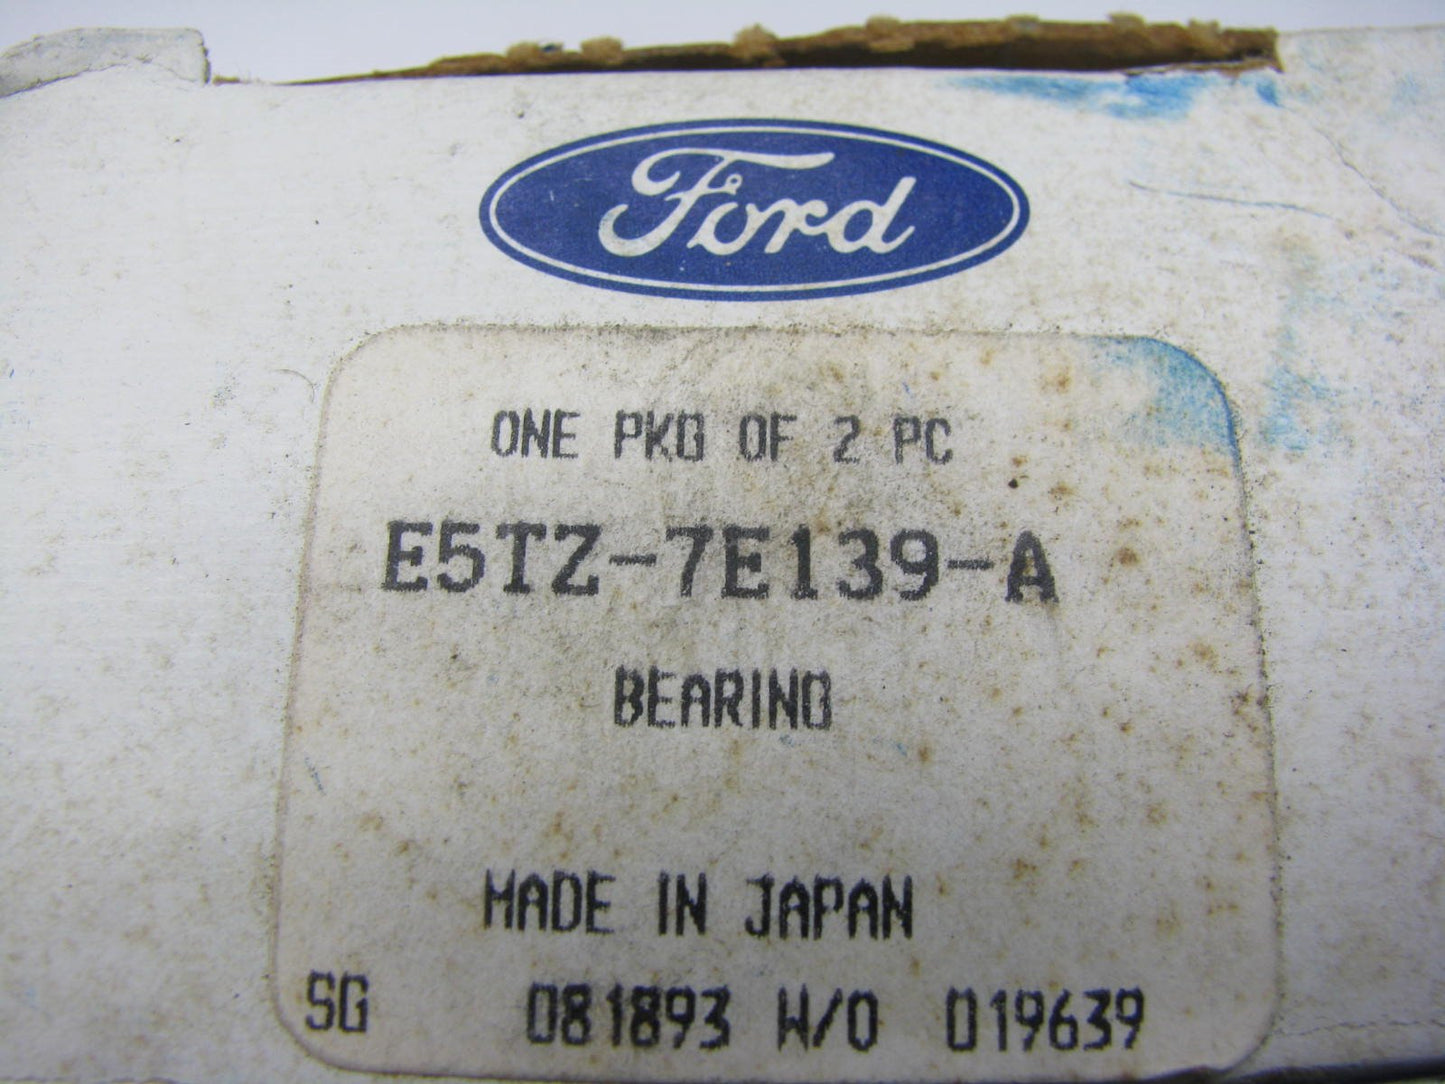 Ford
ONE PKG OF 2 PC
E5TZ-7E139-A
BEARING
MADE IN JAPAN
SG 081893 W/O 019639